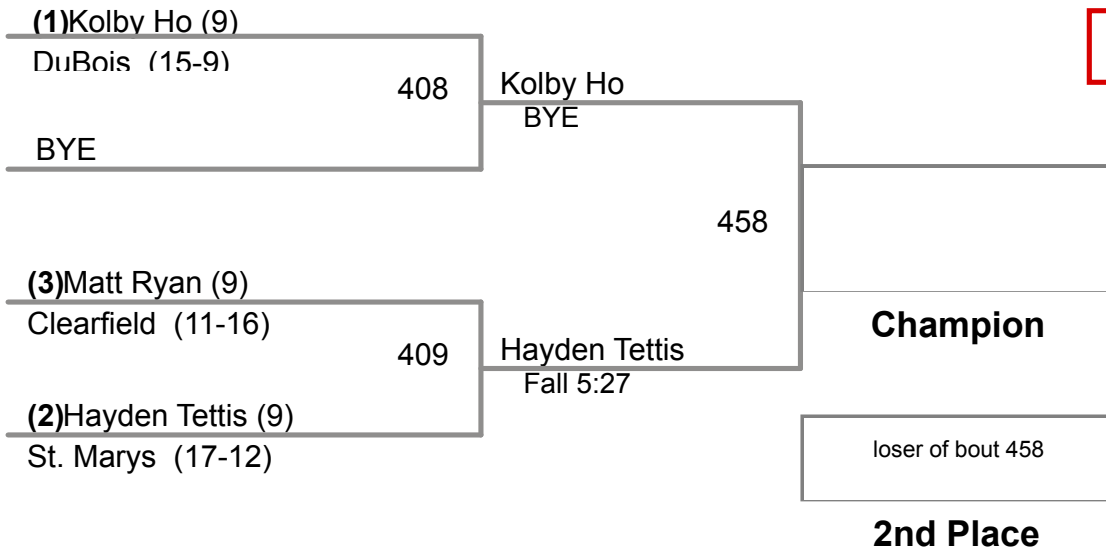 (1)Kolby Ho (9)
DuBois (15-9)
408
BYE
Kolby Ho
BYE
458
(3)Matt Ryan (9)
Clearfield (11-16)
409
(2)Hayden Tettis (9)
St. Marys (17-12)
Hayden Tettis
Fall 5:27
Champion
loser of bout 458
2nd Place